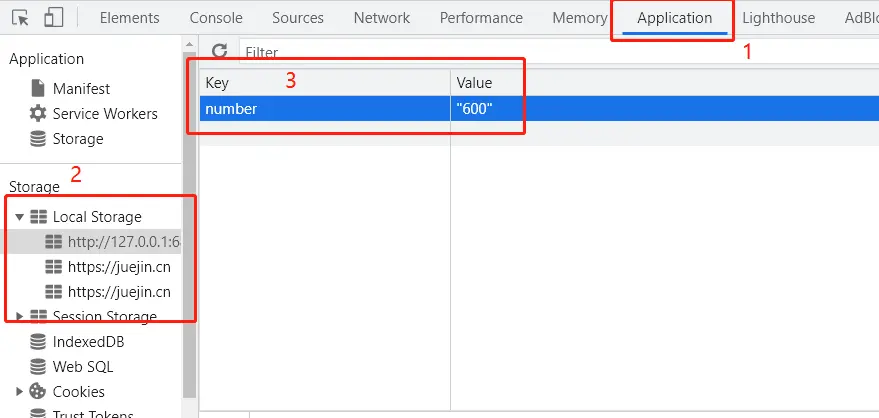 Elements Console Sources Network Performance Memory Application Lighthouse AdBlo
1
Application
Filter
Manifest
Service Workers
Storage
Key 3 Value
number "600"
2
Storage
Local Storage
http://127.0.0.1:6
https://juejin.cn
https://juejin.cn
Session Storage
IndexedDB
Web SQL
Cookies
Trust Tokens